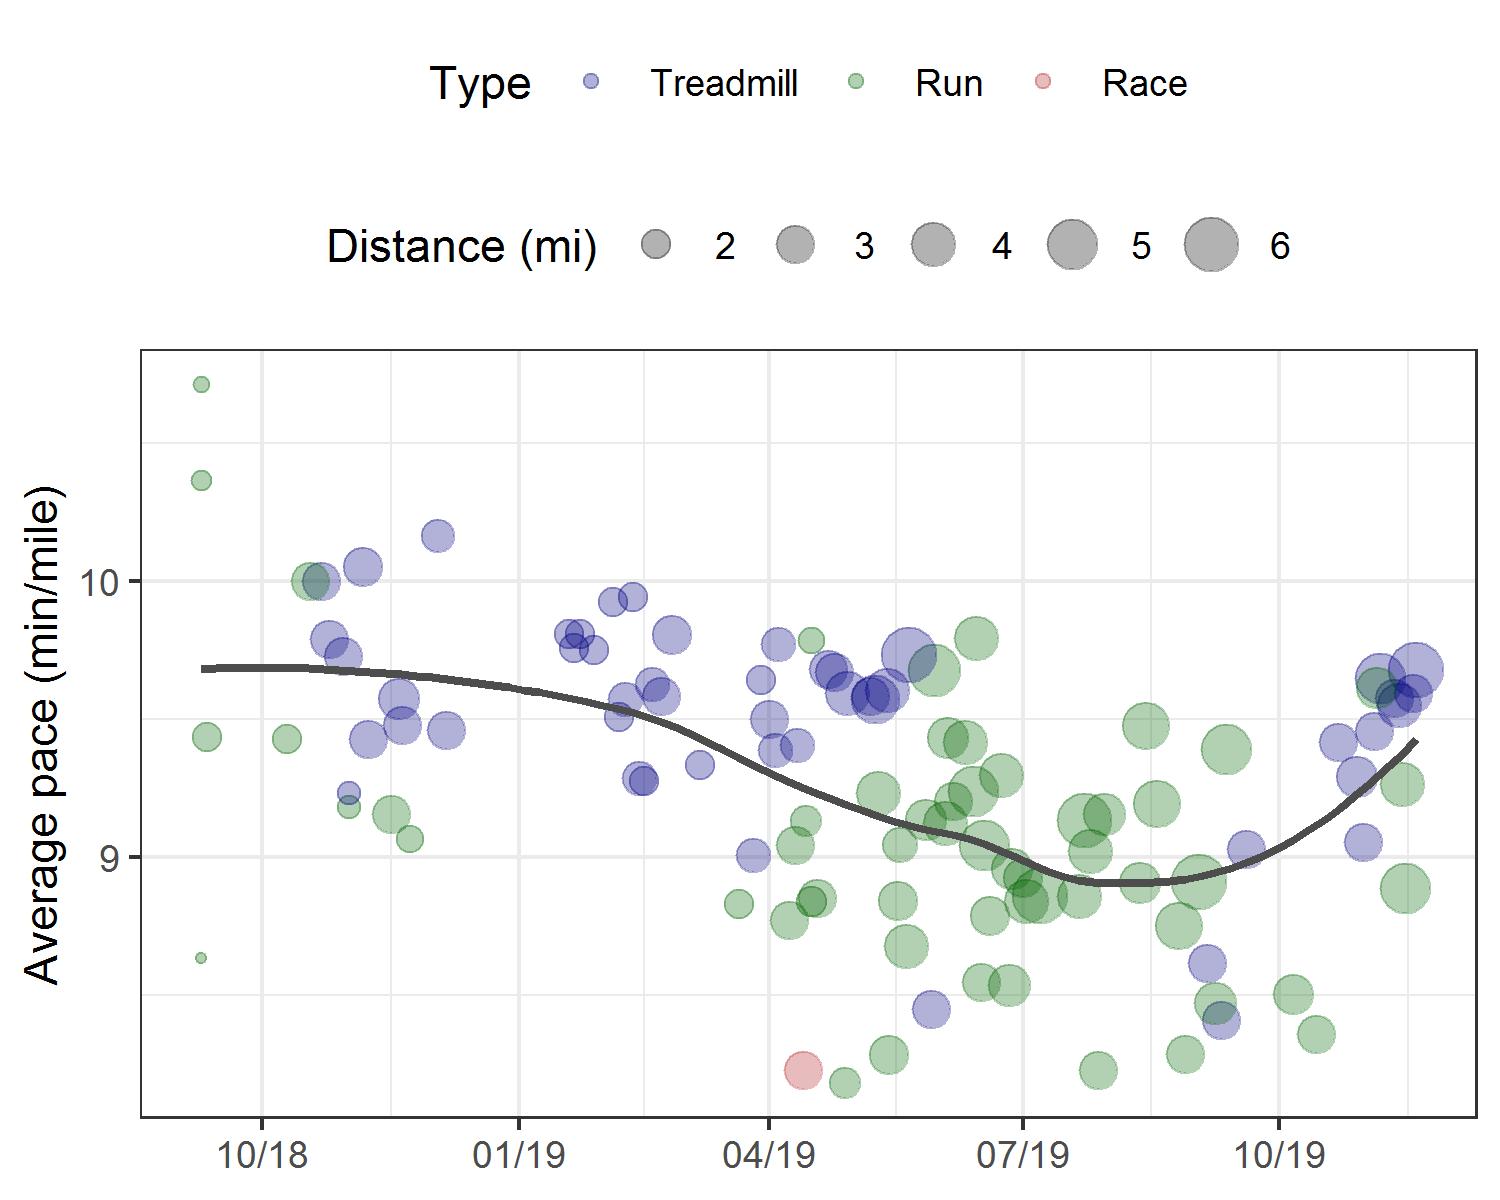 Type Treadmill Run Race
Distance (mi) 2 3 4 5 6
Average pace (min/mile)
10
9
10/18 01/19 04/19 07/19 10/19